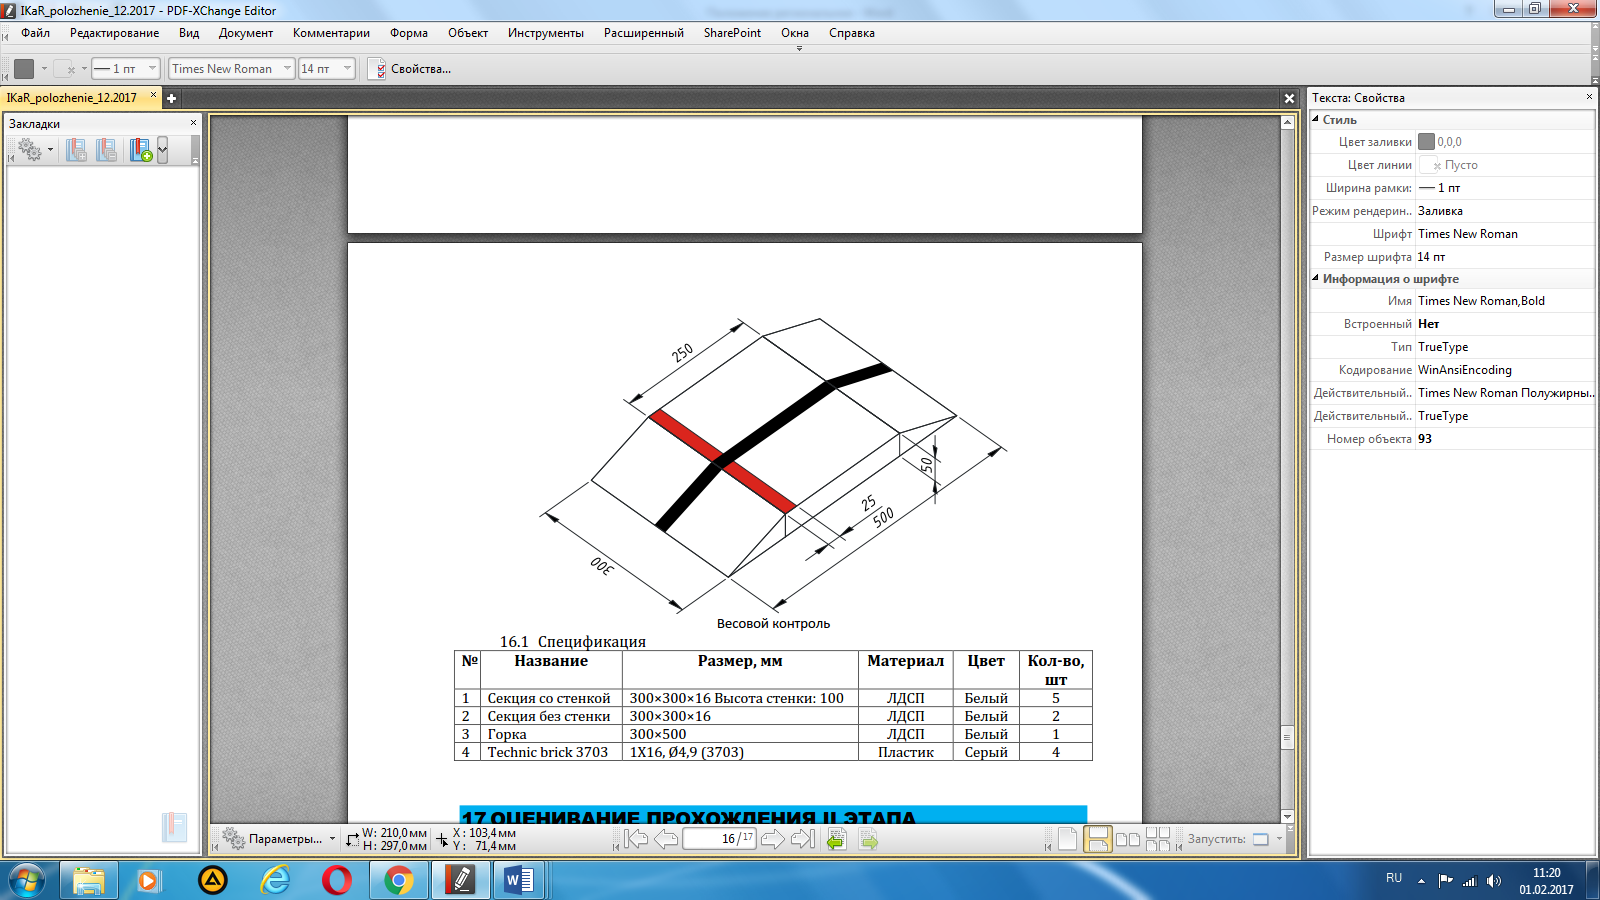 IKaR_polozhenie_12.2017 - PDF-XChange Editor
Файл Редактирование Вид Документ Комментарии Форма Объект Инструменты Расширенный SharePoint Окна Справка
1 пт Times New Roman 14 пт Свойства...
IKaR_polozhenie_12.2017
Закладки
Текста: Свойства
Стиль
Цвет заливки 0,0,0
Цвет линии Пусто
Ширина рамки: 1 пт
Режим рендерин.. Заливка
Шрифт Times New Roman
Размер шрифта 14 пт
Информация о шрифте
Имя Times New Roman,Bold
Встроенный Нет
Тип TrueType
Кодирование WinAnsiEncoding
Действительный.. Times New Roman Полужирны..
Действительный.. TrueType
Номер объекта 93
250
50
25
500
300
Весовой контроль
16.1 Спецификация
№ Название Размер, мм Материал Цвет Кол-во, шт
1 Секция со стенкой 300×300×16 Высота стенки: 100 ЛДСП Белый 5
2 Секция без стенки 300×300×16 ЛДСП Белый 2
3 Горка 300×500 ЛДСП Белый 1
4 Technic brick 3703 1X16, Ø4,9 (3703) Пластик Серый 4
17 ОЦЕНИВАНИЕ ПРОХОЖДЕНИЯ II ЭТАПА
Параметры... W: 210,0 мм X: 103,4 мм 16 / 17 Запустить:
H: 297,0 мм Y: 71,4 мм
RU 11:20
01.02.2017